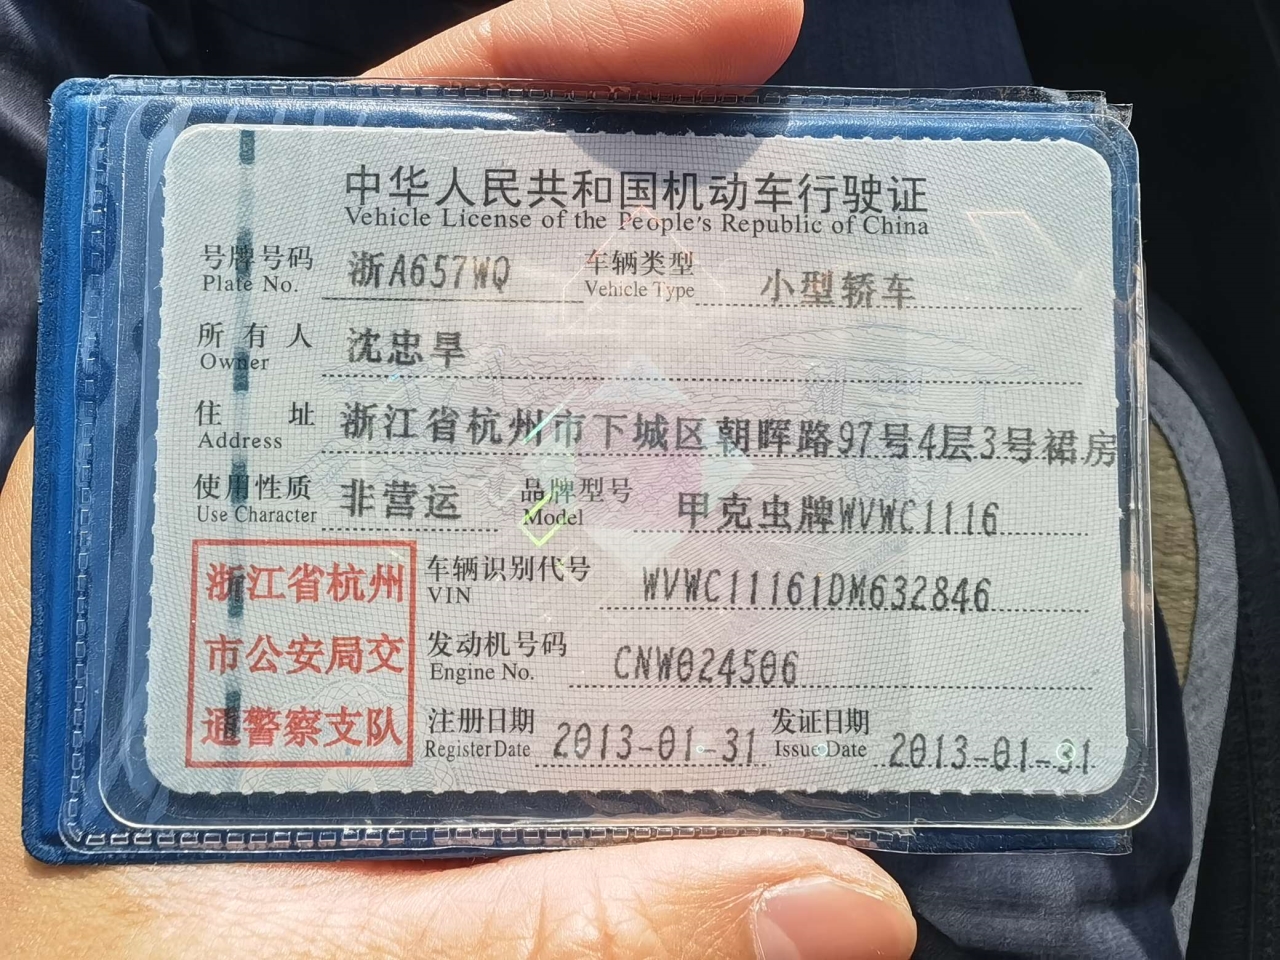 中华人民共和国机动车行驶证
Vehicle License of the People's Republic of China
号牌号码 浙A657WQ 车辆类型 小型轿车
Plate No. Vehicle Type
所有人 沈忠旱
Owner
住址 浙江省杭州市下城区朝晖路97号4层3号裙房
Address
使用性质 非营运 品牌型号 甲克虫牌WVWC1116
Use Character Model
浙江省杭州
市公安局交
通警察支队
车辆识别代号 WVWC11161DM632846
VIN
发动机号码 CNW024506
Engine No.
注册日期 2013-01-31 发证日期 2013-01-31
Register Date Issue Date